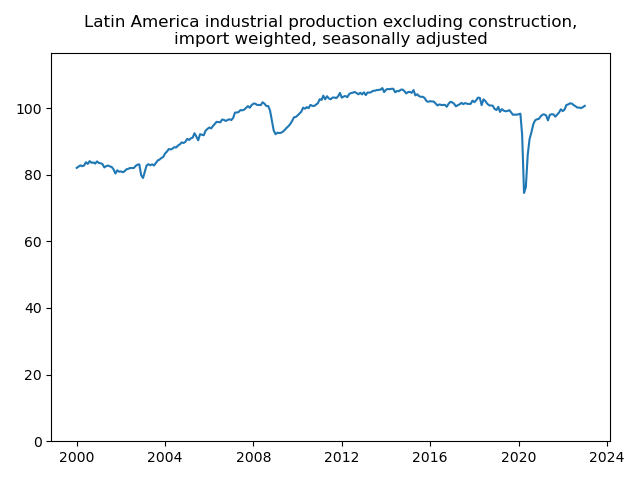 Latin America industrial production excluding construction,
import weighted, seasonally adjusted
100
80
60
40
20
0
2000 2004 2008 2012 2016 2020 2024